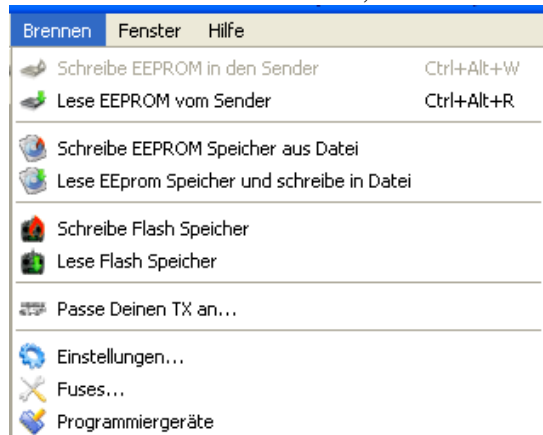 Brennen Fenster Hilfe
Schreibe EEPROM in den Sender Ctrl+Alt+W
Lese EEPROM vom Sender Ctrl+Alt+R
Schreibe EEPROM Speicher aus Datei
Lese EEprom Speicher und schreibe in Datei
Schreibe Flash Speicher
Lese Flash Speicher
Passe Deinen TX an...
Einstellungen...
Fuses...
Programmiergeräte